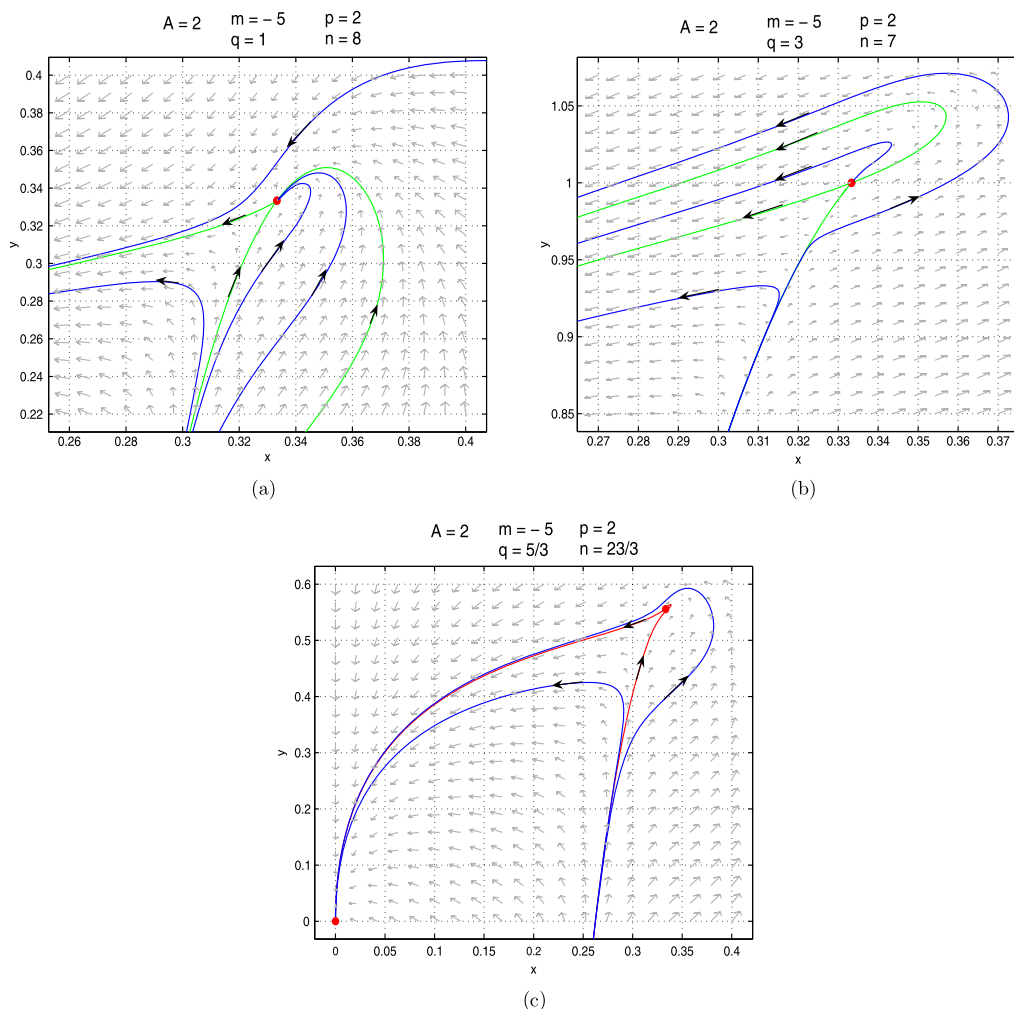 A = 2 m = − 5 p = 2
q = 1 n = 8
0.4
0.38
0.36
0.34
0.32
0.3
0.28
0.26
0.24
0.22
y
0.26 0.28 0.3 0.32 0.34 0.36 0.38 0.4
x
(a)
A = 2 m = − 5 p = 2
q = 3 n = 7
1.05
1
0.95
0.9
0.85
y
0.27 0.28 0.29 0.3 0.31 0.32 0.33 0.34 0.35 0.36 0.37
x
(b)
A = 2 m = − 5 p = 2
q = 5/3 n = 23/3
0.6
0.5
0.4
0.3
0.2
0.1
0
y
0 0.05 0.1 0.15 0.2 0.25 0.3 0.35 0.4
x
(c)